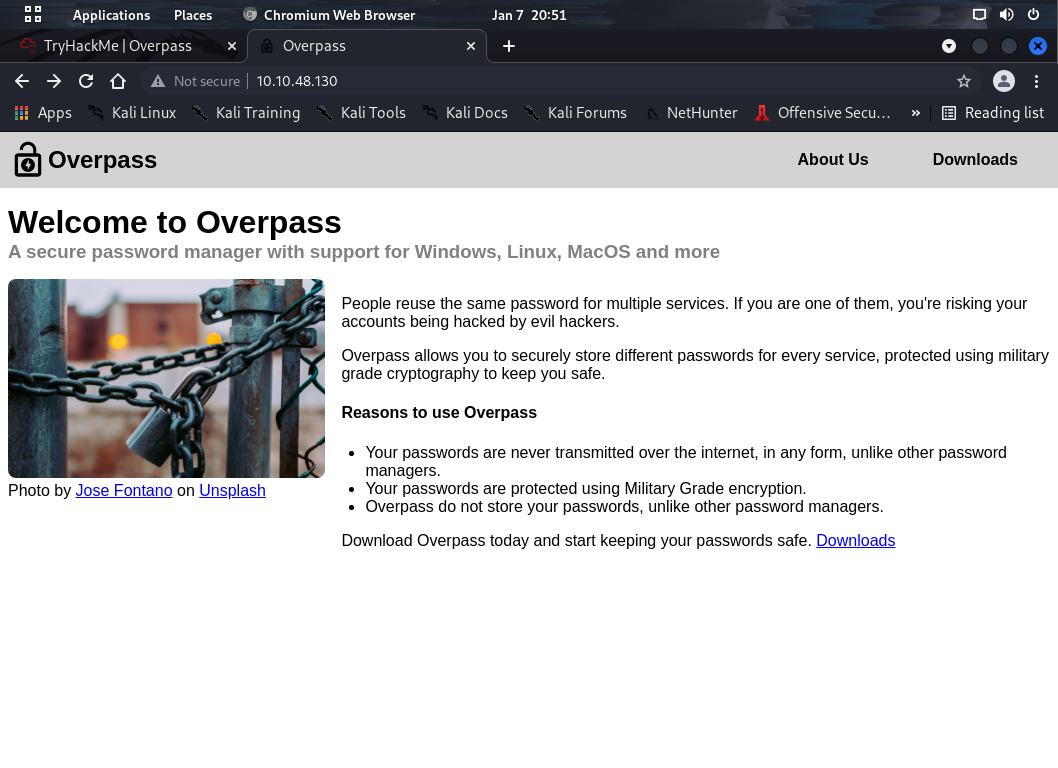 Applications Places Chromium Web Browser Jan 7 20:51
TryHackMe | Overpass Overpass
Not secure 10.10.48.130
Apps Kali Linux Kali Training Kali Tools Kali Docs Kali Forums NetHunter Offensive Secu… » Reading list
Overpass About Us Downloads
Welcome to Overpass
A secure password manager with support for Windows, Linux, MacOS and more
Photo by Jose Fontano on Unsplash
People reuse the same password for multiple services. If you are one of them, you're risking your
accounts being hacked by evil hackers.
Overpass allows you to securely store different passwords for every service, protected using military
grade cryptography to keep you safe.
Reasons to use Overpass
• Your passwords are never transmitted over the internet, in any form, unlike other password
managers.
• Your passwords are protected using Military Grade encryption.
• Overpass do not store your passwords, unlike other password managers.
Download Overpass today and start keeping your passwords safe. Downloads